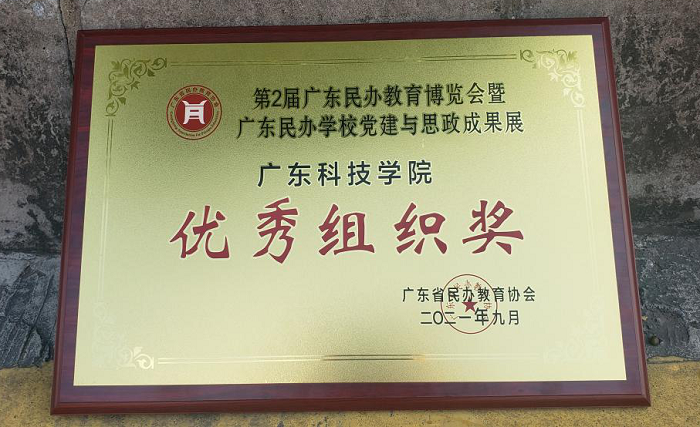 第2届广东民办教育博览会暨
广东民办学校党建与思政成果展
广东科技学院
优秀组织奖
广东省民办教育协会
二〇二一年九月